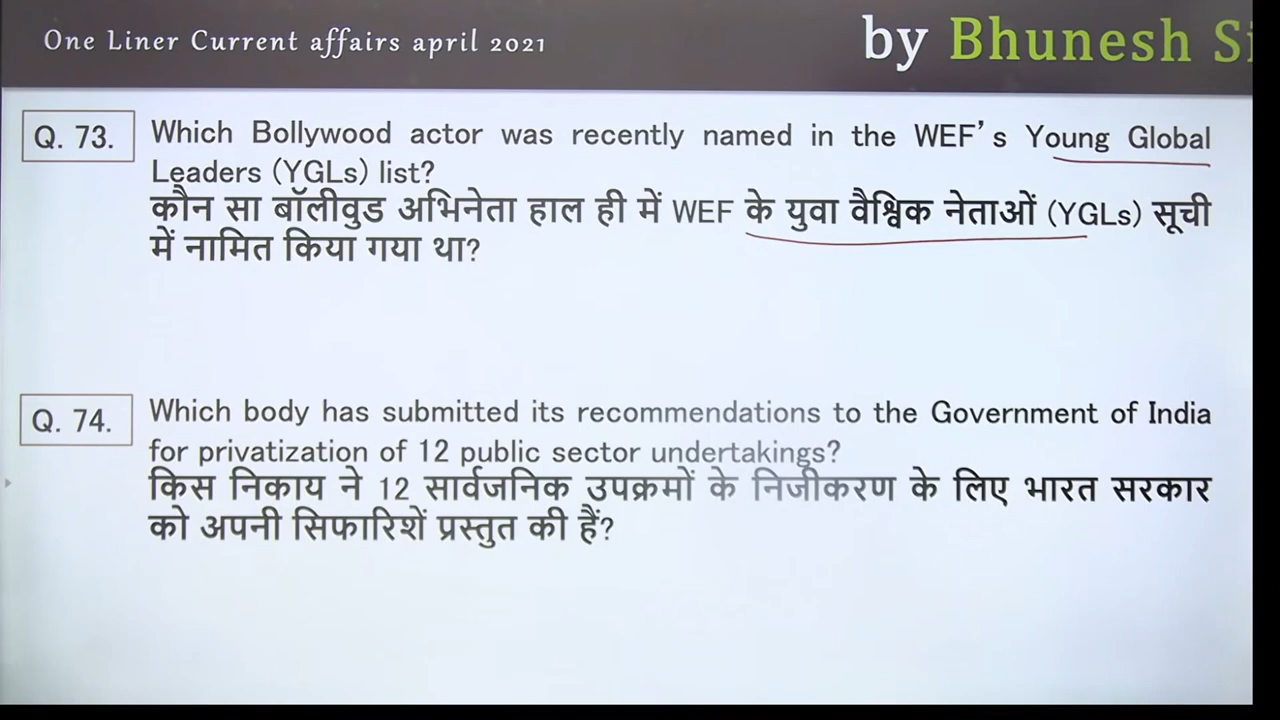 One Liner Current affairs april 2021
by Bhunesh
Q. 73.
Which Bollywood actor was recently named in the WEF's Young Global
Leaders (YGLs) list?
कौन सा बॉलीवुड अभिनेता हाल ही में WEF के युवा वैश्विक नेताओं (YGLs) सूची
में नामित किया गया था?
Q. 74.
Which body has submitted its recommendations to the Government of India
for privatization of 12 public sector undertakings?
किस निकाय ने 12 सार्वजनिक उपक्रमों के निजीकरण के लिए भारत सरकार
को अपनी सिफारिशें प्रस्तुत की हैं?